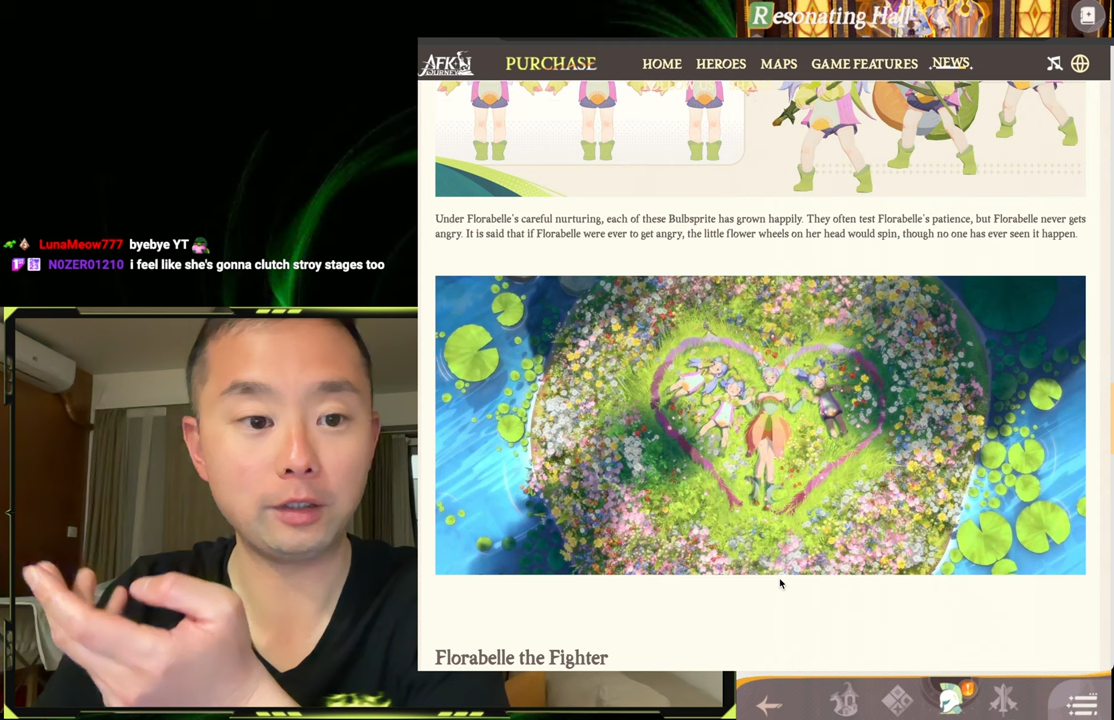 Resonating Hall
AFK JOURNEY
PURCHASE
HOME
HEROES
MAPS
GAME FEATURES
NEWS
Under Florabelle's careful nurturing, each of these Bulbsprite has grown happily. They often test Florabelle's patience, but Florabelle never gets
angry. It is said that if Florabelle were ever to get angry, the little flower wheels on her head would spin, though no one has ever seen it happen.
LunaMeow777 byebye YT
N0ZER01210 i feel like she's gonna clutch stroy stages too
Florabelle the Fighter